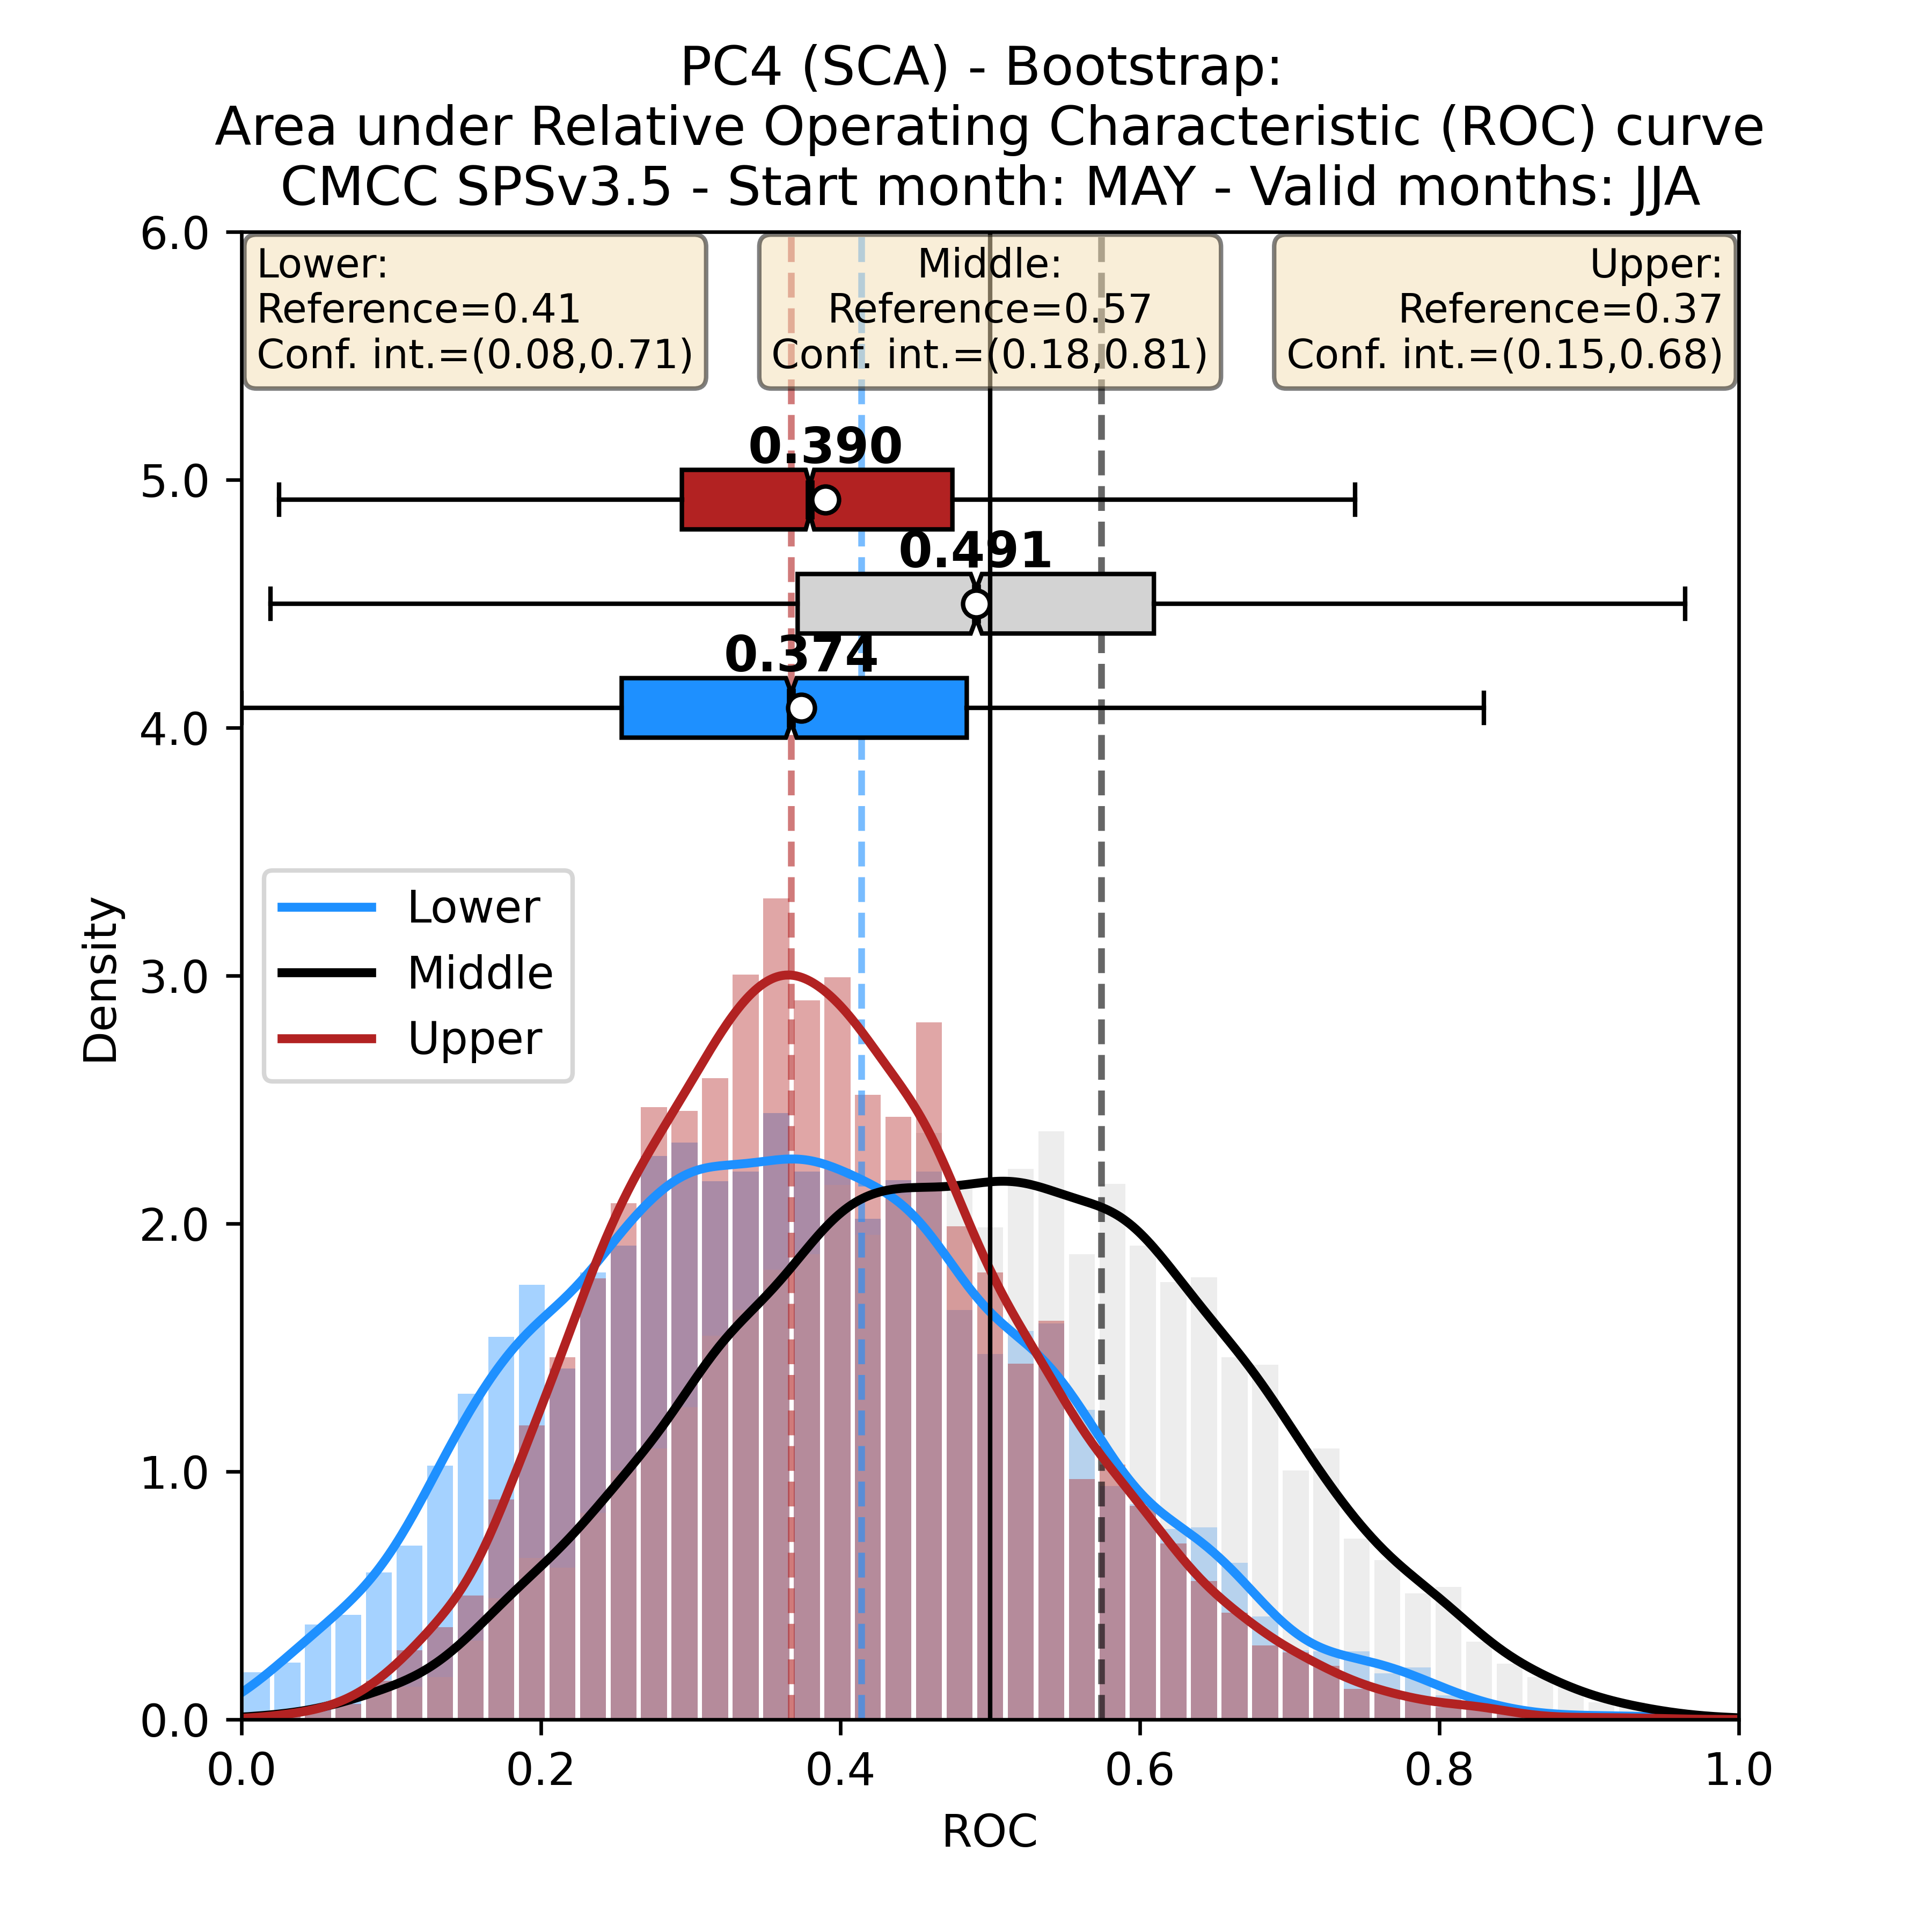 PC4 (SCA) - Bootstrap:
Area under Relative Operating Characteristic (ROC) curve
CMCC SPSv3.5 - Start month: MAY - Valid months: JJA
6.0
Lower:
Reference=0.41
Conf. int.=(0.08,0.71)
Middle:
Reference=0.57
Conf. int.=(0.18,0.81)
Upper:
Reference=0.37
Conf. int.=(0.15,0.68)
0.390
5.0
0.491
0.374
4.0
Lower
Middle
Upper
Density
3.0
2.0
1.0
0.0
0.0 0.2 0.4 0.6 0.8 1.0
ROC